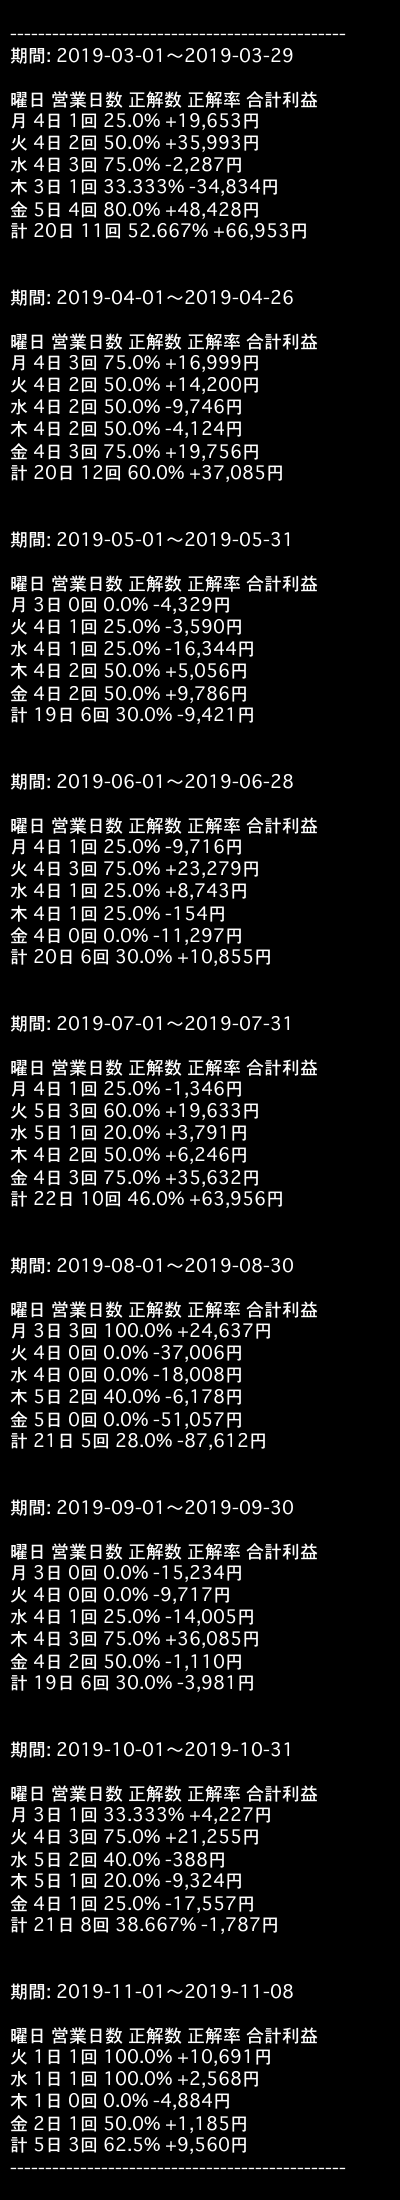 ------------------------------------------------
期間: 2019-03-01～2019-03-29
曜日 営業日数 正解数 正解率 合計利益
月 4日 1回 25.0% +19,653円
火 4日 2回 50.0% +35,993円
水 4日 3回 75.0% -2,287円
木 3日 1回 33.333% -34,834円
金 5日 4回 80.0% +48,428円
計 20日 11回 52.667% +66,953円
期間: 2019-04-01～2019-04-26
曜日 営業日数 正解数 正解率 合計利益
月 4日 3回 75.0% +16,999円
火 4日 2回 50.0% +14,200円
水 4日 2回 50.0% -9,746円
木 4日 2回 50.0% -4,124円
金 4日 3回 75.0% +19,756円
計 20日 12回 60.0% +37,085円
期間: 2019-05-01～2019-05-31
曜日 営業日数 正解数 正解率 合計利益
月 3日 0回 0.0% -4,329円
火 4日 1回 25.0% -3,590円
水 4日 1回 25.0% -16,344円
木 4日 2回 50.0% +5,056円
金 4日 2回 50.0% +9,786円
計 19日 6回 30.0% -9,421円
期間: 2019-06-01～2019-06-28
曜日 営業日数 正解数 正解率 合計利益
月 4日 1回 25.0% -9,716円
火 4日 3回 75.0% +23,279円
水 4日 1回 25.0% +8,743円
木 4日 1回 25.0% -154円
金 4日 0回 0.0% -11,297円
計 20日 6回 30.0% +10,855円
期間: 2019-07-01～2019-07-31
曜日 営業日数 正解数 正解率 合計利益
月 4日 1回 25.0% -1,346円
火 5日 3回 60.0% +19,633円
水 5日 1回 20.0% +3,791円
木 4日 2回 50.0% +6,246円
金 4日 3回 75.0% +35,632円
計 22日 10回 46.0% +63,956円
期間: 2019-08-01～2019-08-30
曜日 営業日数 正解数 正解率 合計利益
月 3日 3回 100.0% +24,637円
火 4日 0回 0.0% -37,006円
水 4日 0回 0.0% -18,008円
木 5日 2回 40.0% -6,178円
金 5日 0回 0.0% -51,057円
計 21日 5回 28.0% -87,612円
期間: 2019-09-01～2019-09-30
曜日 営業日数 正解数 正解率 合計利益
月 3日 0回 0.0% -15,234円
火 4日 0回 0.0% -9,717円
水 4日 1回 25.0% -14,005円
木 4日 3回 75.0% +36,085円
金 4日 2回 50.0% -1,110円
計 19日 6回 30.0% -3,981円
期間: 2019-10-01～2019-10-31
曜日 営業日数 正解数 正解率 合計利益
月 3日 1回 33.333% +4,227円
火 4日 3回 75.0% +21,255円
水 5日 2回 40.0% -388円
木 5日 1回 20.0% -9,324円
金 4日 1回 25.0% -17,557円
計 21日 8回 38.667% -1,787円
期間: 2019-11-01～2019-11-08
曜日 営業日数 正解数 正解率 合計利益
火 1日 1回 100.0% +10,691円
水 1日 1回 100.0% +2,568円
木 1日 0回 0.0% -4,884円
金 2日 1回 50.0% +1,185円
計 5日 3回 62.5% +9,560円
------------------------------------------------